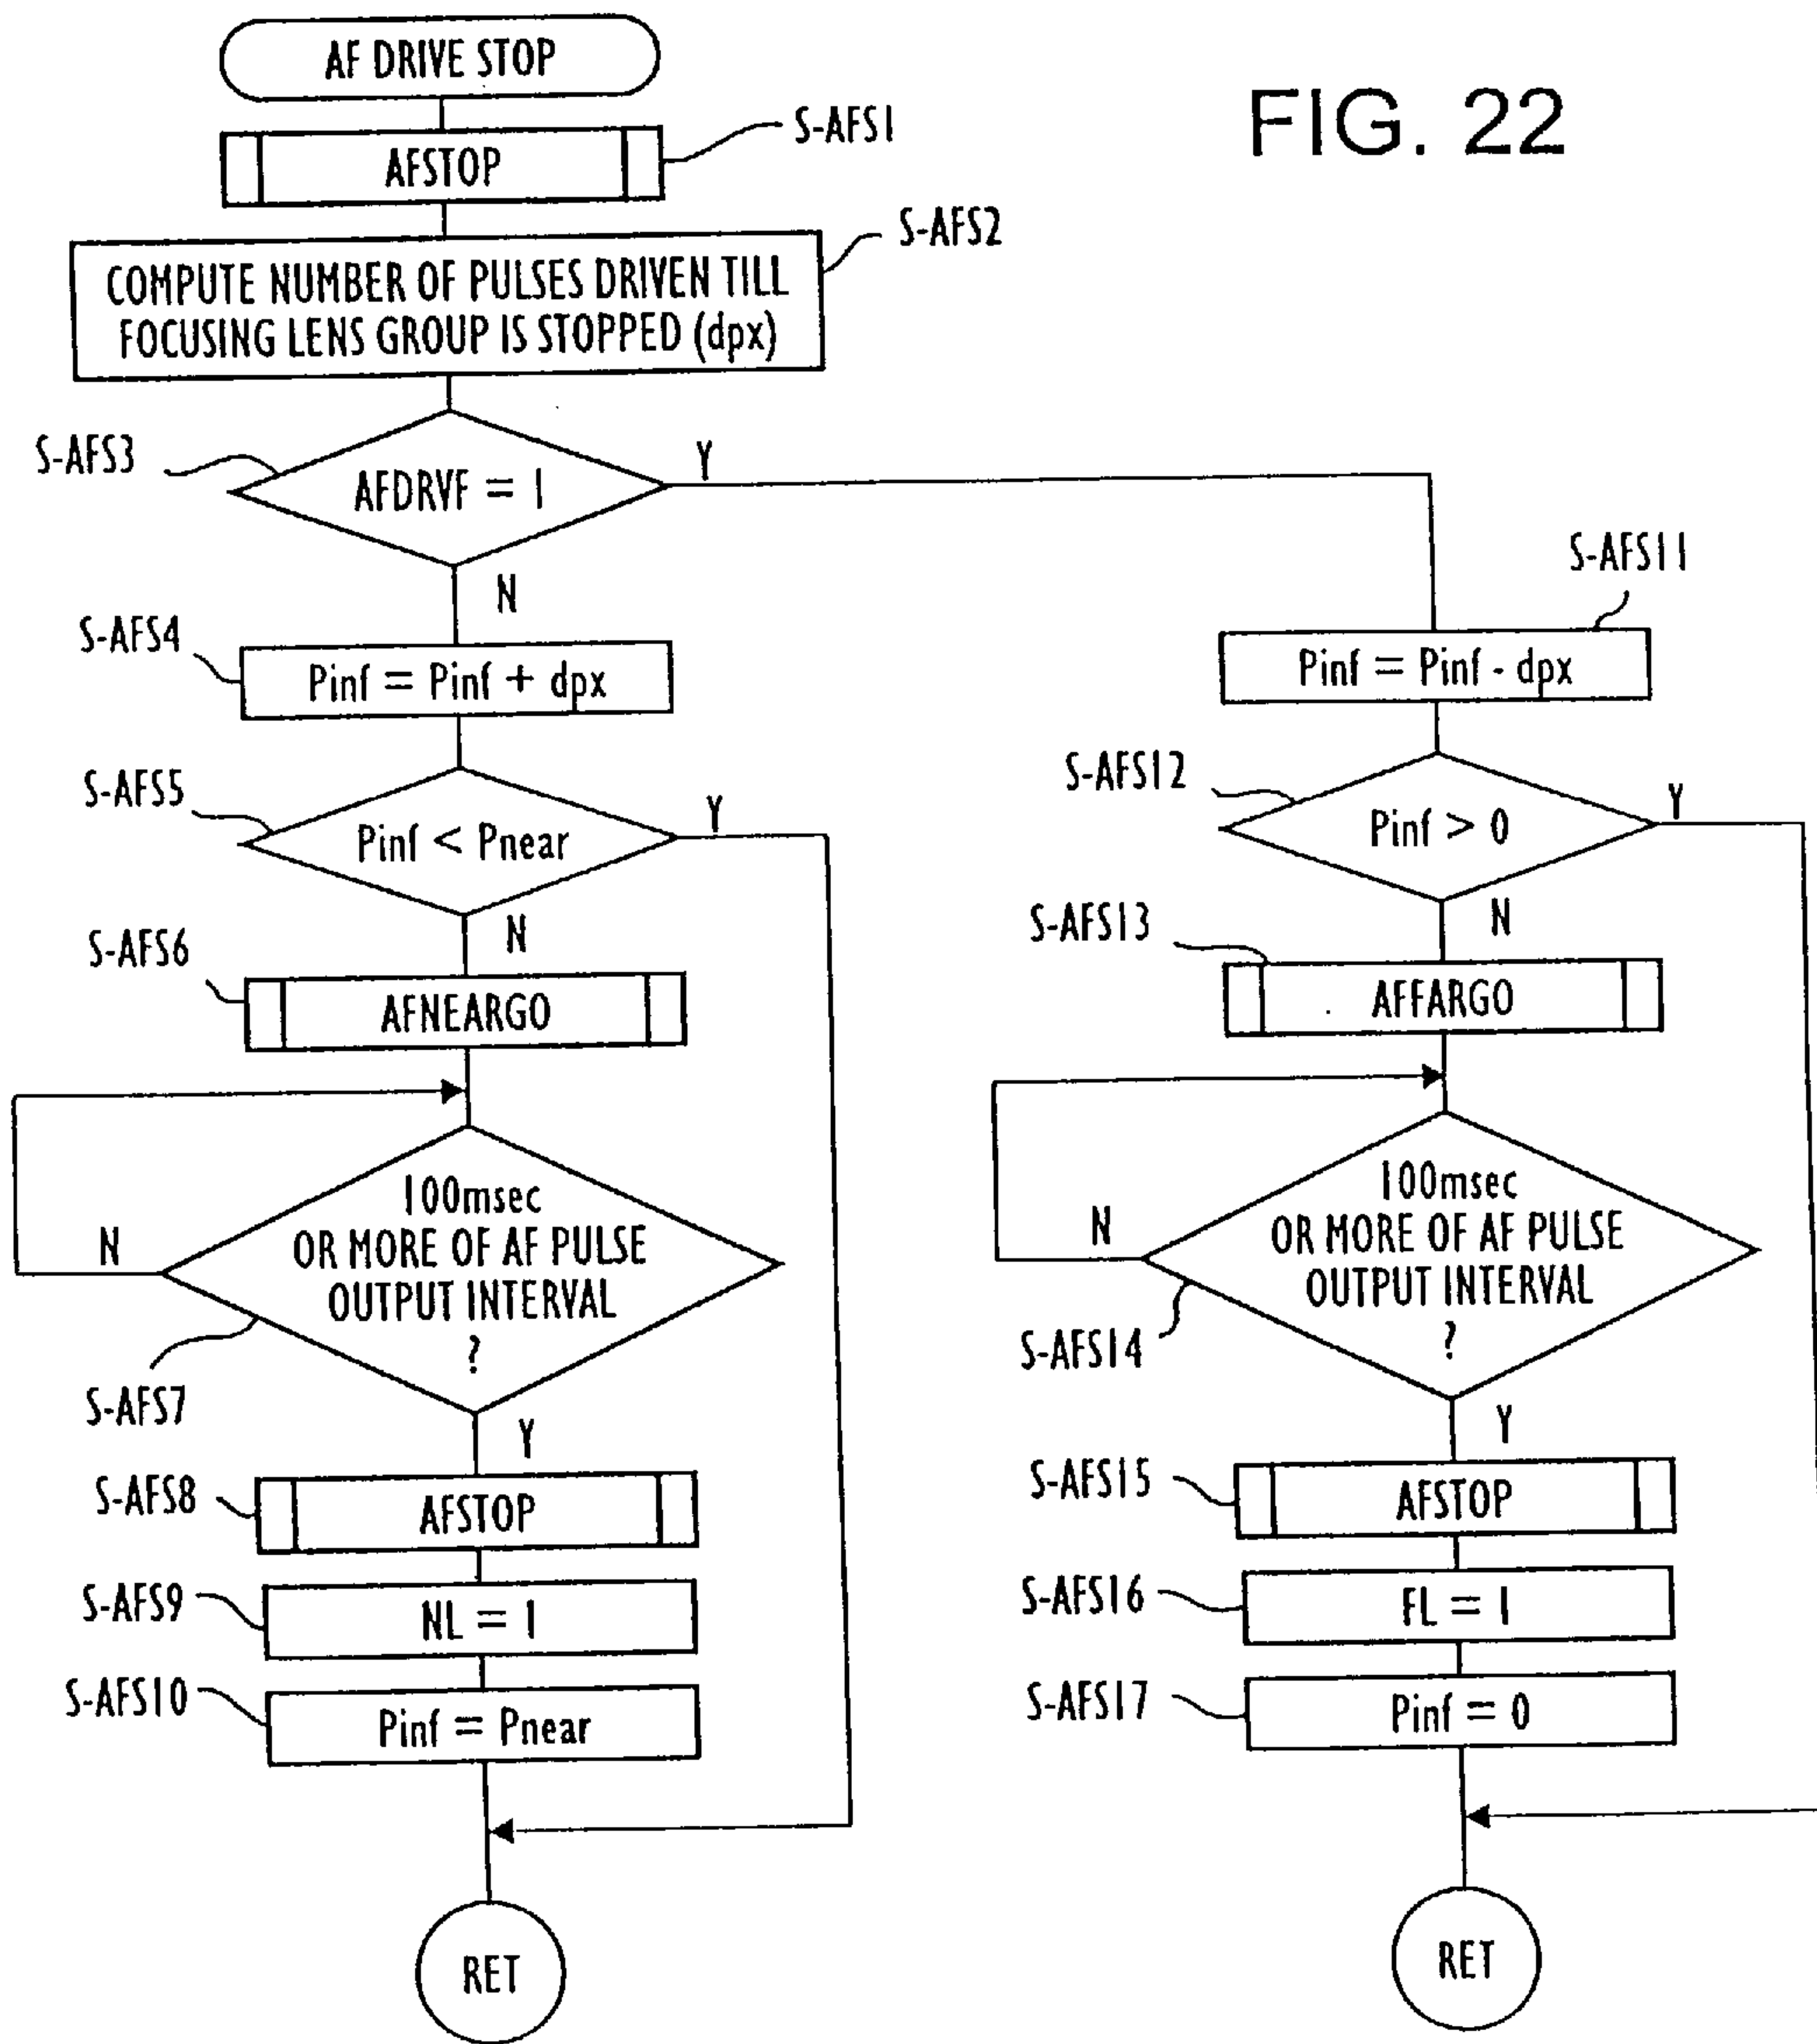 FIG. 22
AF DRIVE STOP
S-AFS1
AFSTOP
S-AFS2
COMPUTE NUMBER OF PULSES DRIVEN TILL
FOCUSING LENS GROUP IS STOPPED (dpx)
S-AFS3
AFDRVF = 1
Y
N
S-AFS4
Pinf = Pinf + dpx
S-AFS5
Pinf < Pnear
Y
N
S-AFS6
AFNEARGO
100msec
OR MORE OF AF PULSE
OUTPUT INTERVAL
?
N
S-AFS7
Y
S-AFS8
AFSTOP
S-AFS9
NL = 1
S-AFS10
Pinf = Pnear
RET
S-AFS11
Pinf = Pinf - dpx
S-AFS12
Pinf > 0
Y
N
S-AFS13
AFFARGO
100msec
OR MORE OF AF PULSE
OUTPUT INTERVAL
?
N
S-AFS14
Y
S-AFS15
AFSTOP
S-AFS16
FL = 1
S-AFS17
Pinf = 0
RET